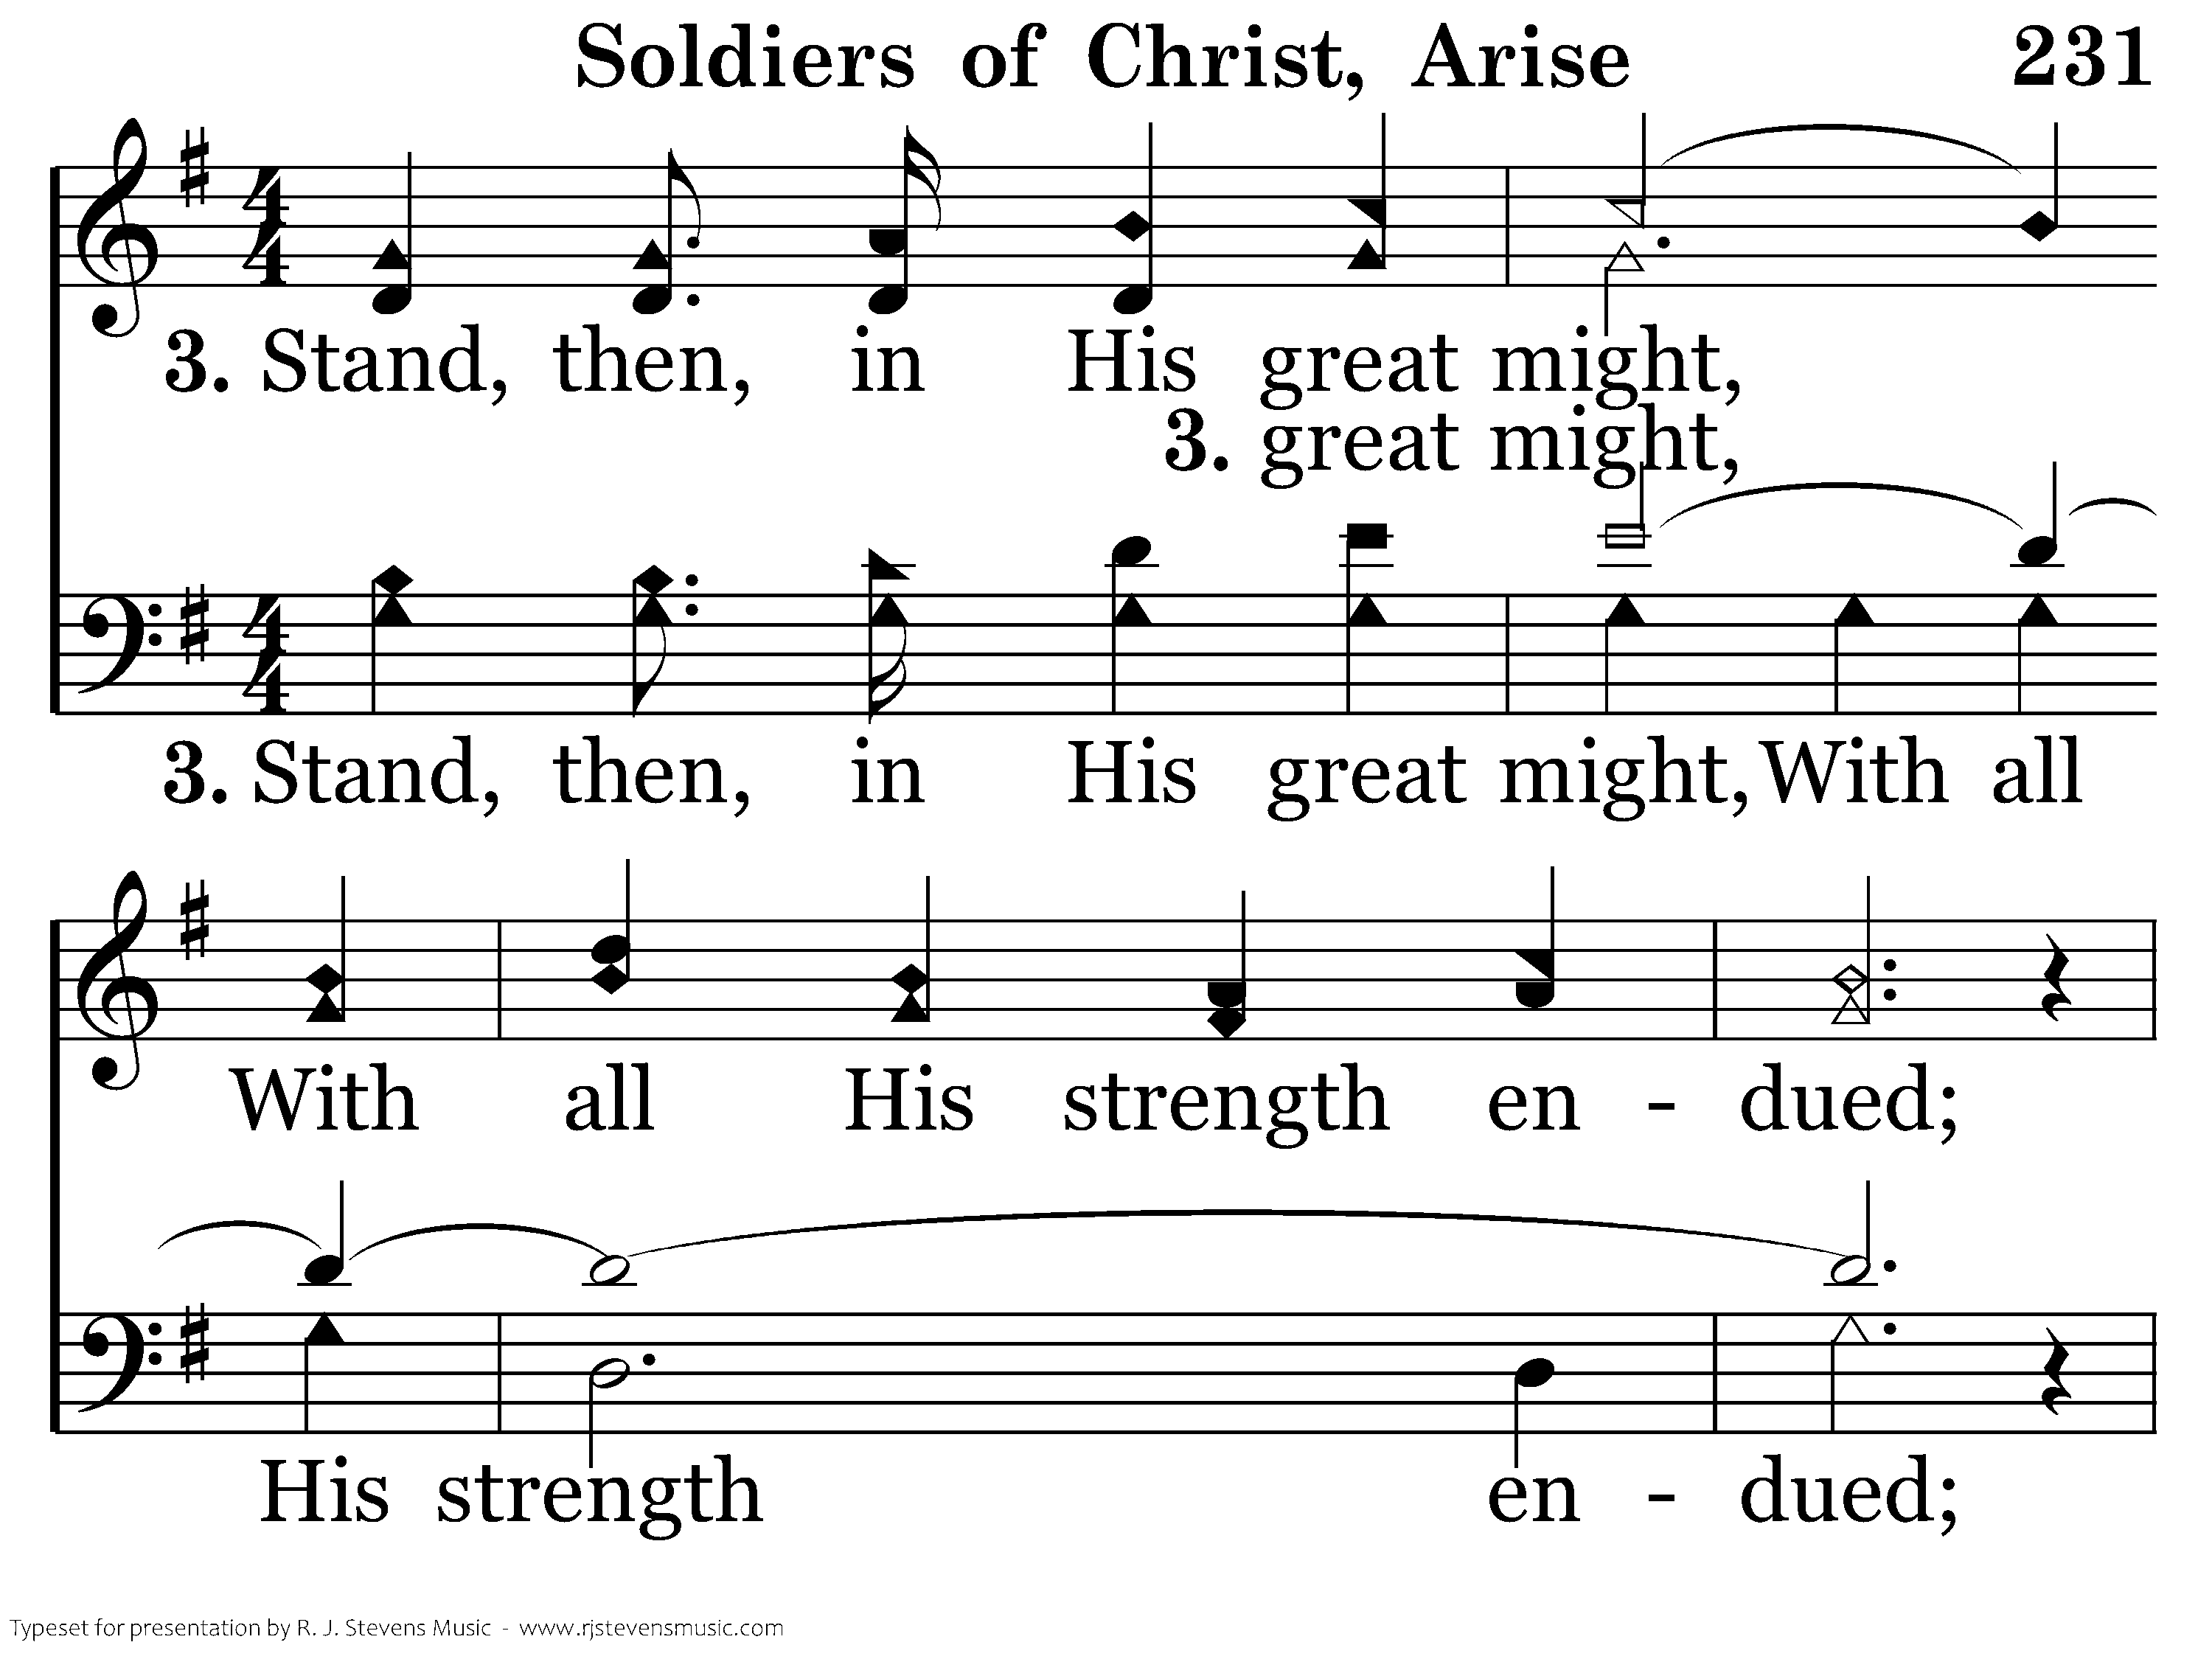 Soldiers of Christ, Arise 231
3. Stand, then, in His great might,
3. great might,
3. Stand, then, in His great might, With all
With all His strength en - dued;
His strength en - dued;
Typeset for presentation by R. J. Stevens Music - www.rjstevensmusic.com